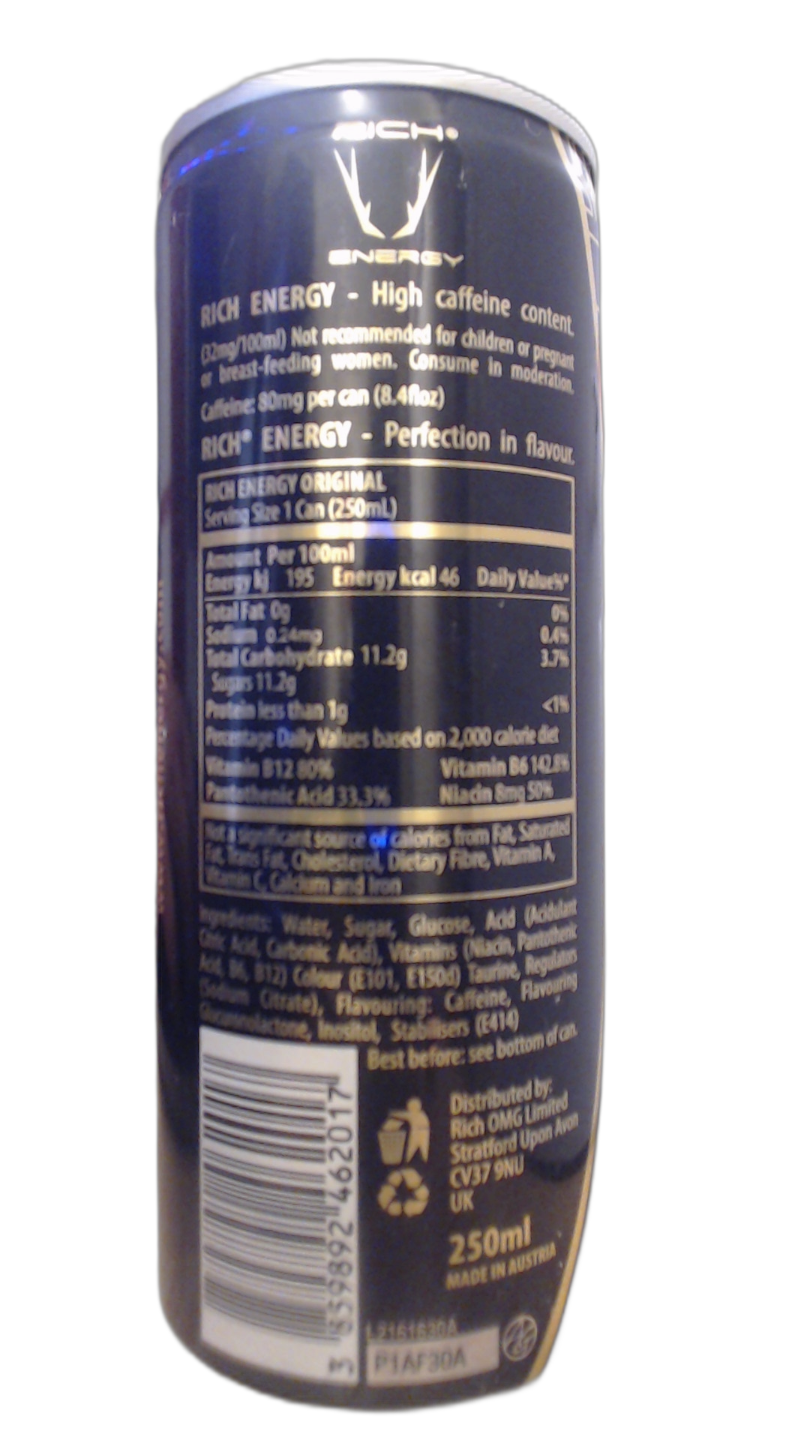 RICH®
ENERGY
RICH ENERGY - High caffeine content.
(32mg/100ml) Not recommended for children or pregnant
or breast-feeding women. Consume in moderation.
Caffeine: 80mg per can (8.4floz)
RICH® ENERGY - Perfection in flavour.
RICH ENERGY ORIGINAL
Serving Size 1 Can (250mL)
Amount Per 100ml
Energy kj 195 Energy kcal 46 Daily Value%*
Total Fat 0g 0%
Sodium 0.24mg 0.4%
Total Carbohydrate 11.2g 3.7%
Sugars 11.2g
Protein less than 1g <1%
Percentage Daily Values based on 2,000 calorie diet
Vitamin B12 80% Vitamin B6 142.8%
Pantothenic Acid 33.3% Niacin 8mg 50%
Not a significant source of calories from Fat, Saturated
Fat, Trans Fat, Cholesterol, Dietary Fibre, Vitamin A,
Vitamin C, Calcium and Iron
Ingredients: Water, Sugar, Glucose, Acid (Acidulant
Citric Acid, Carbonic Acid), Vitamins (Niacin, Pantothenic
Acid, B6, B12) Colour (E101, E150d) Taurine, Regulators
(Sodium Citrate), Flavouring: Caffeine, Flavouring
Glucuronolactone, Inositol, Stabilisers (E414)
Best before: see bottom of can.
Distributed by:
Rich OMG Limited
Stratford Upon Avon
CV37 9NU
UK
250ml
MADE IN AUSTRIA
3 859892 462017
P1AF30A